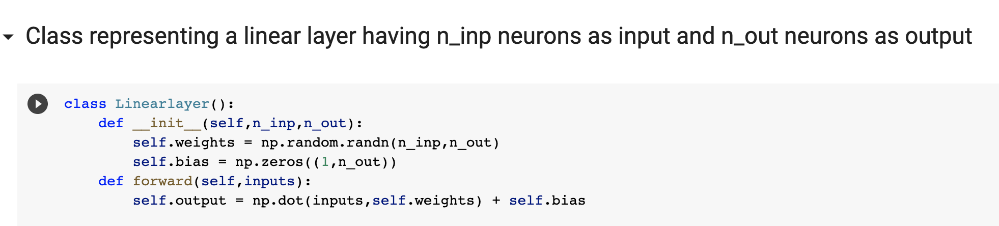 Class representing a linear layer having n_inp neurons as input and n_out neurons as output
class Linearlayer():
    def __init__(self,n_inp,n_out):
        self.weights = np.random.randn(n_inp,n_out)
        self.bias = np.zeros((1,n_out))
    def forward(self,inputs):
        self.output = np.dot(inputs,self.weights) + self.bias